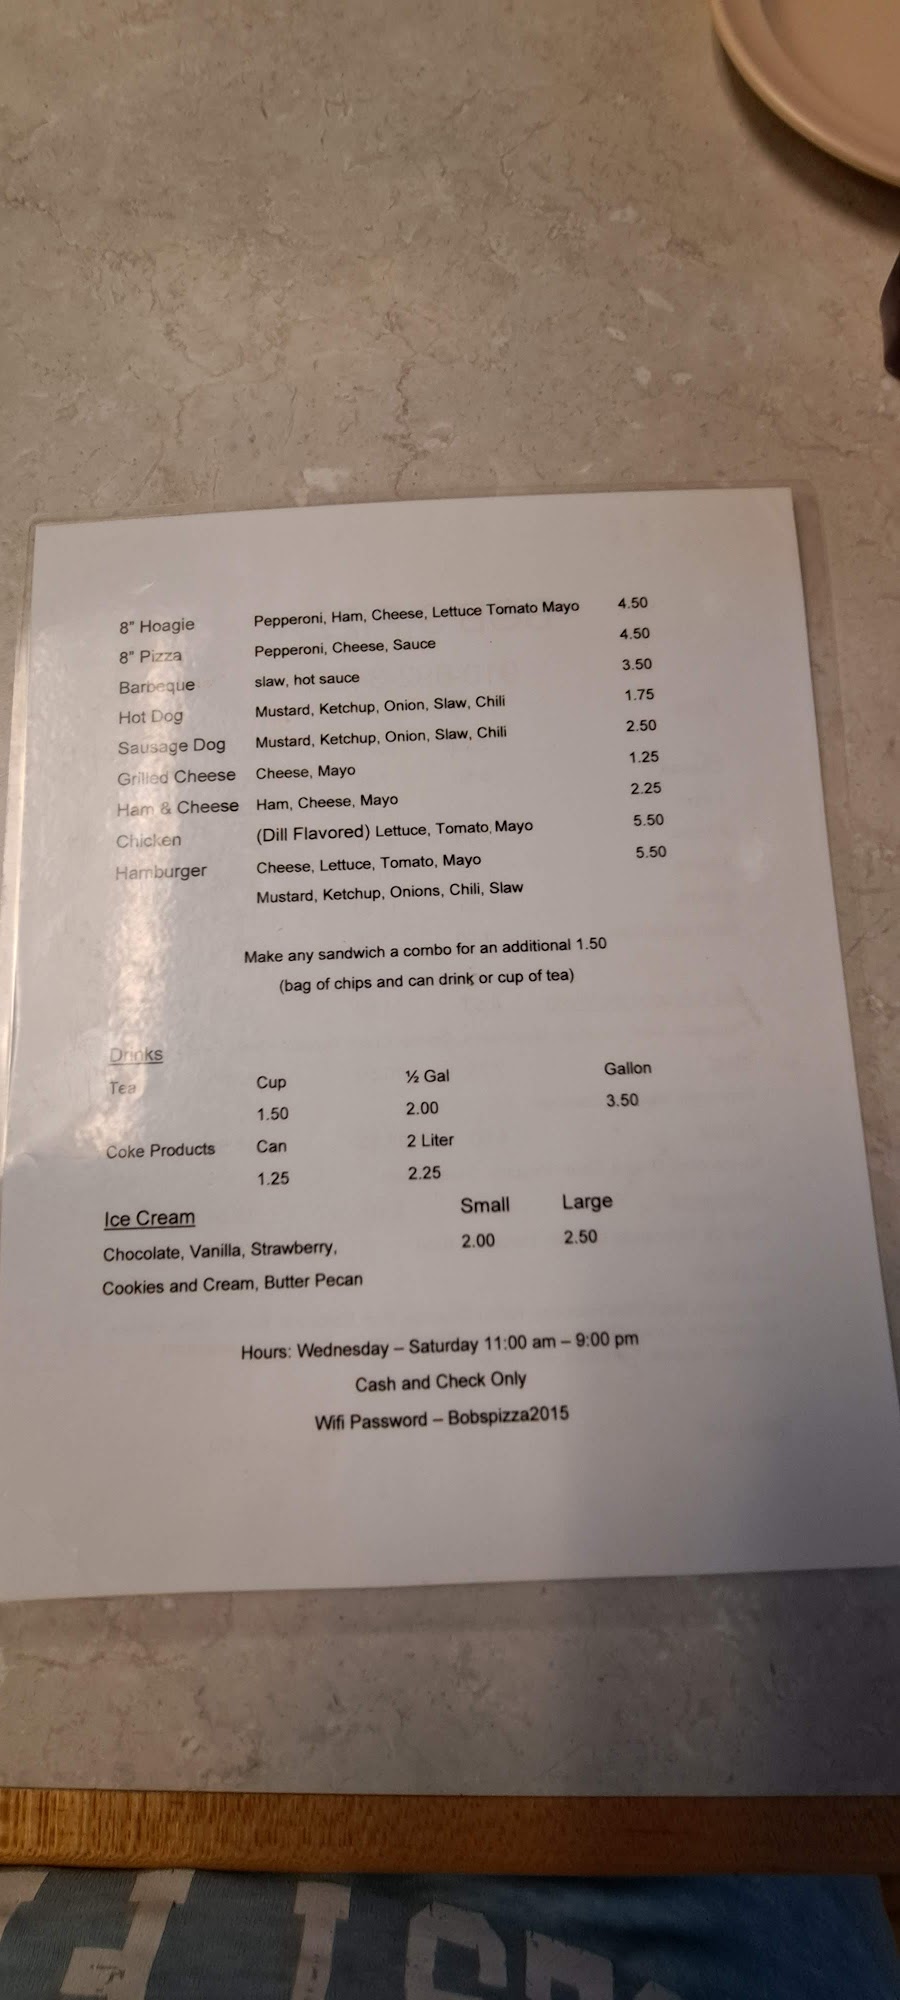 8" Hoagie Pepperoni, Ham, Cheese, Lettuce Tomato Mayo 4.50
8" Pizza Pepperoni, Cheese, Sauce 4.50
Barbeque slaw, hot sauce 3.50
Hot Dog Mustard, Ketchup, Onion, Slaw, Chili 1.75
Sausage Dog Mustard, Ketchup, Onion, Slaw, Chili 2.50
Grilled Cheese Cheese, Mayo 1.25
Ham & Cheese Ham, Cheese, Mayo 2.25
Chicken (Dill Flavored) Lettuce, Tomato, Mayo 5.50
Hamburger Cheese, Lettuce, Tomato, Mayo 5.50
Mustard, Ketchup, Onions, Chili, Slaw
Make any sandwich a combo for an additional 1.50
(bag of chips and can drink or cup of tea)
Drinks
Tea Cup ½ Gal Gallon
1.50 2.00 3.50
Coke Products Can 2 Liter
1.25 2.25
Ice Cream Small Large
Chocolate, Vanilla, Strawberry, 2.00 2.50
Cookies and Cream, Butter Pecan
Hours: Wednesday – Saturday 11:00 am – 9:00 pm
Cash and Check Only
Wifi Password – Bobspizza2015